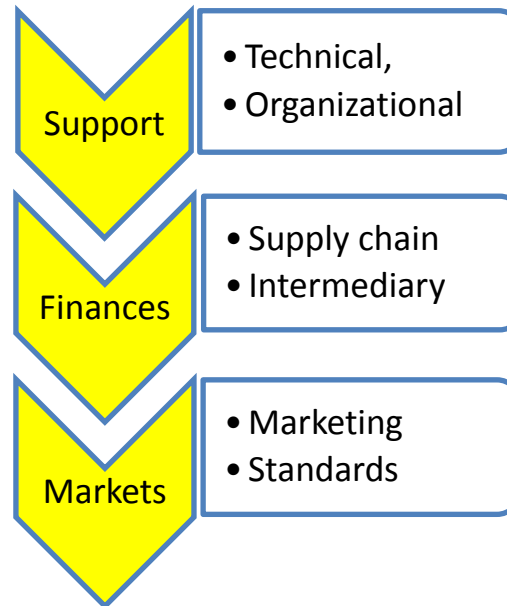 Support
• Technical,
• Organizational
Finances
• Supply chain
• Intermediary
Markets
• Marketing
• Standards